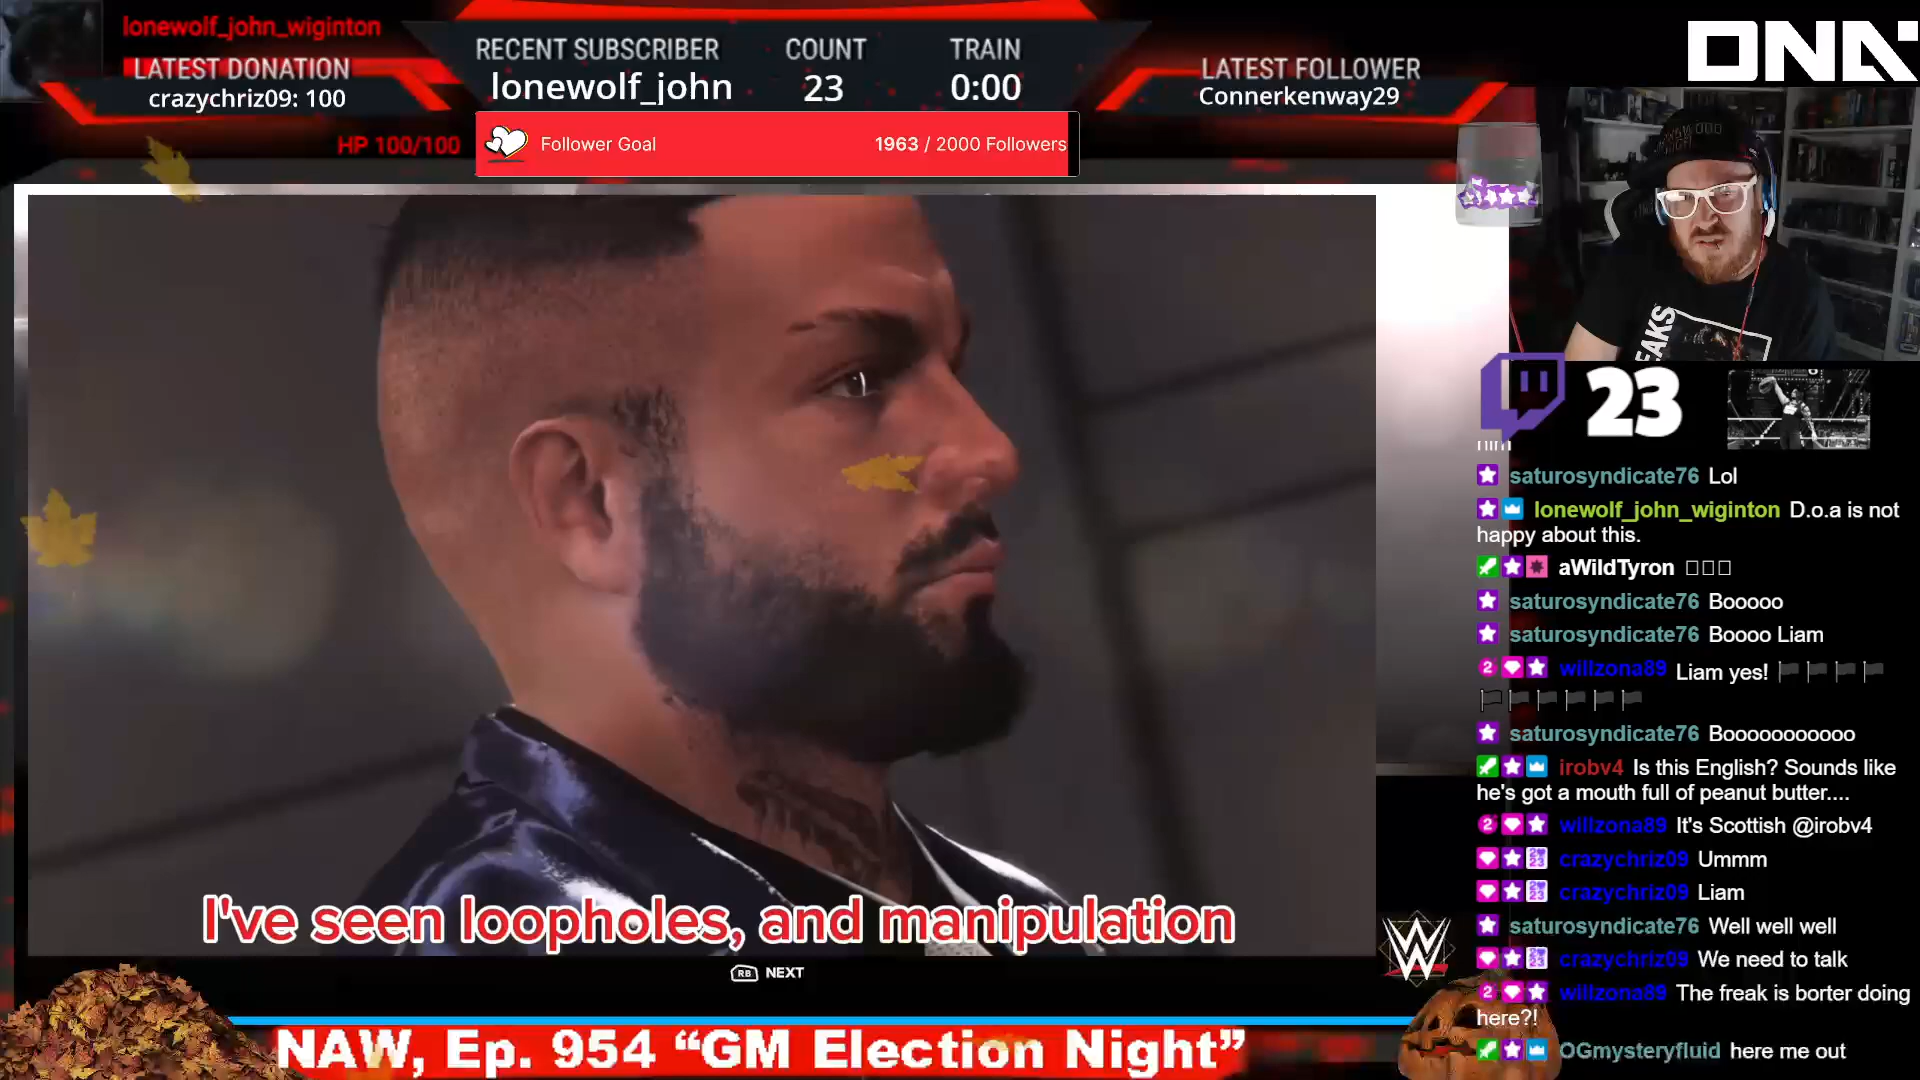 lonewolf_john_wiginton
LATEST DONATION
crazychriz09: 100
RECENT SUBSCRIBER
lonewolf_john
COUNT
23
TRAIN
0:00
LATEST FOLLOWER
Connerkenway29
DNA
HP 100/100
Follower Goal
1963 / 2000 Followers
EAKS
23
saturosyndicate76 Lol
lonewolf_john_wiginton D.o.a is not
happy about this.
aWildTyron
saturosyndicate76 Booooo
saturosyndicate76 Boooo Liam
willzona89 Liam yes!
saturosyndicate76 Booooooooooo
irobv4 Is this English? Sounds like
he's got a mouth full of peanut butter....
willzona89 It's Scottish @irobv4
crazychriz09 Ummm
crazychriz09 Liam
saturosyndicate76 Well well well
crazychriz09 We need to talk
willzona89 The freak is borter doing
here?!
OGmysteryfluid here me out
I've seen loopholes, and manipulation
RB NEXT
W
NAW, Ep. 954 “GM Election Night”